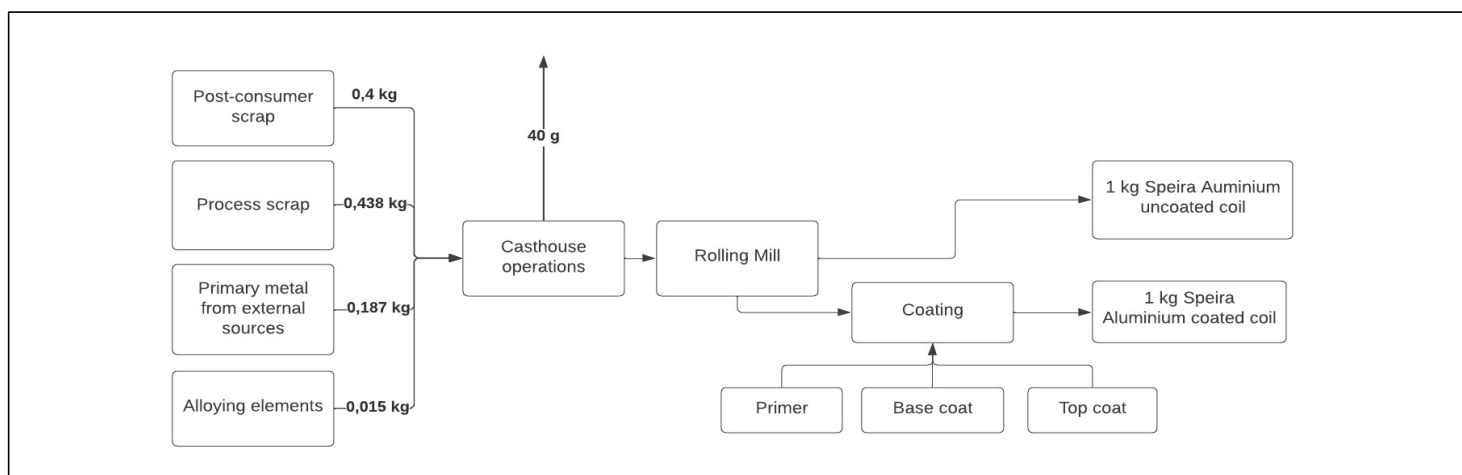 Post-consumer
scrap
0,4 kg
Process scrap
0,438 kg
Primary metal
from external
sources
0,187 kg
Alloying elements
0,015 kg
40 g
Casthouse
operations
Rolling Mill
1 kg Speira Auminium
uncoated coil
Coating
1 kg Speira
Aluminium coated coil
Primer
Base coat
Top coat